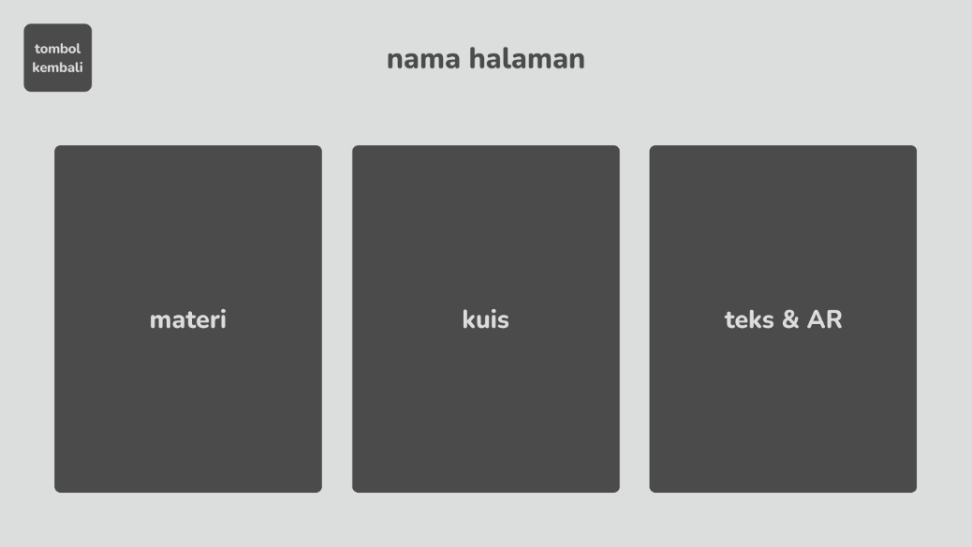 tombol
kembali
nama halaman
materi
kuis
teks & AR